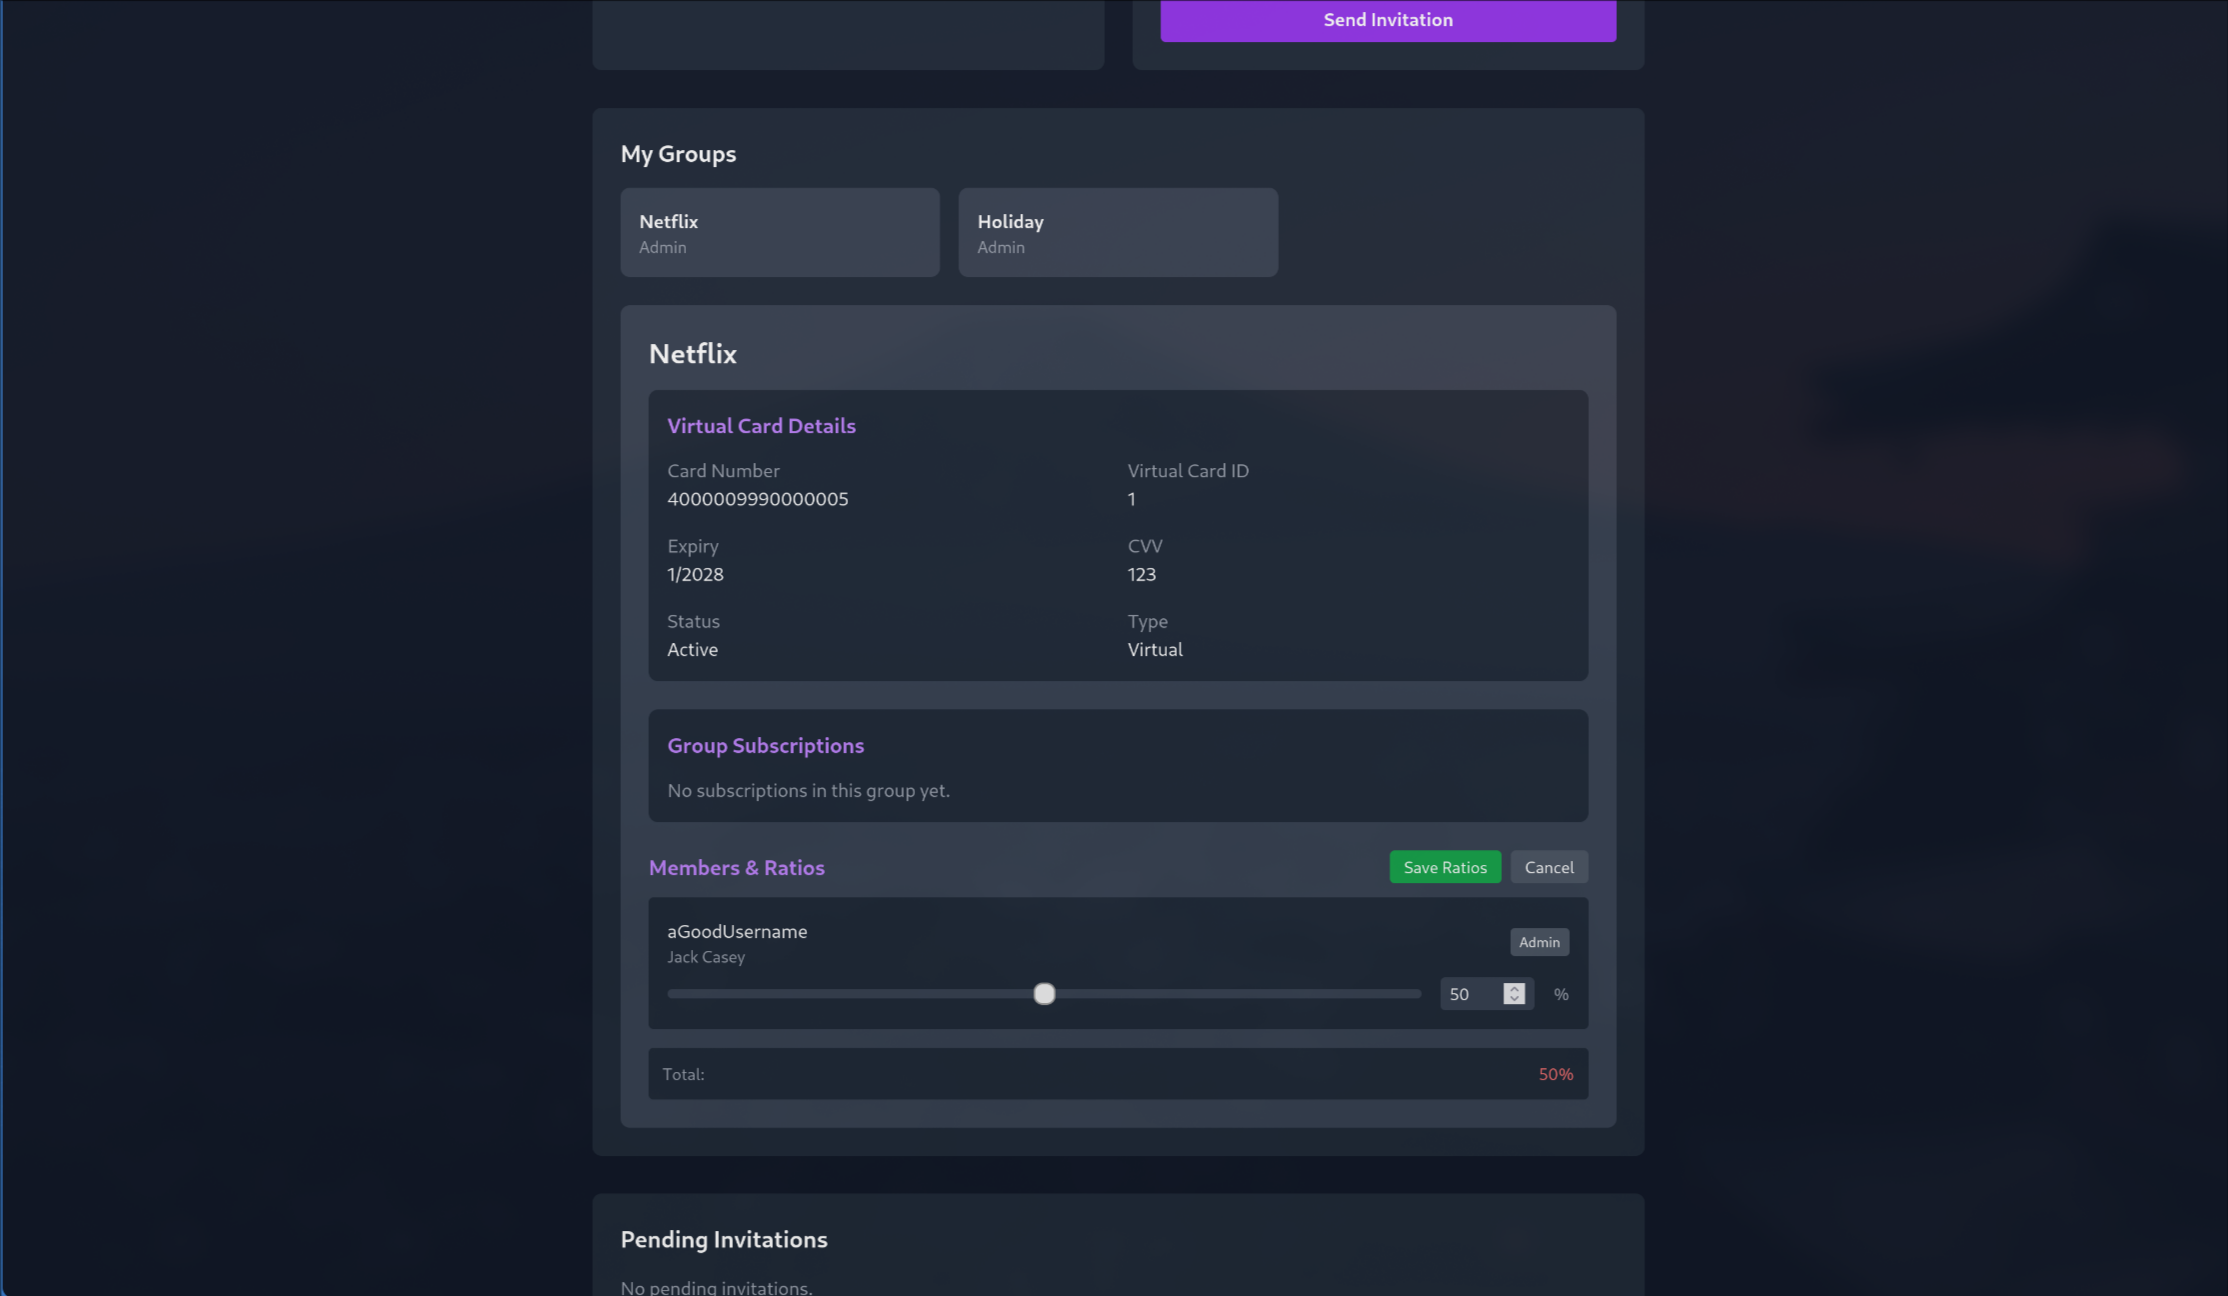 Send Invitation
My Groups
Netflix
Admin
Holiday
Admin
Netflix
Virtual Card Details
Card Number
4000009990000005
Virtual Card ID
1
Expiry
1/2028
CVV
123
Status
Active
Type
Virtual
Group Subscriptions
No subscriptions in this group yet.
Members & Ratios
Save Ratios
Cancel
aGoodUsername
Jack Casey
Admin
50
%
Total:
50%
Pending Invitations
No pending invitations.